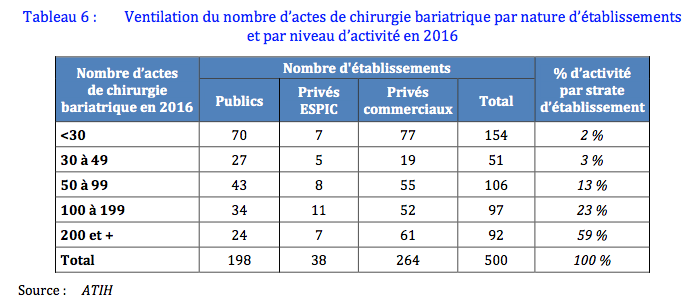 Tableau 6 : Ventilation du nombre d'actes de chirurgie bariatrique par nature d'établissements
et par niveau d'activité en 2016
Nombre d'actes de chirurgie bariatrique en 2016 Nombre d'établissements % d'activité par strate d'établissement
Publics Privés ESPIC Privés commerciaux Total
<30 70 7 77 154 2 %
30 à 49 27 5 19 51 3 %
50 à 99 43 8 55 106 13 %
100 à 199 34 11 52 97 23 %
200 et + 24 7 61 92 59 %
Total 198 38 264 500 100 %
Source : ATIH